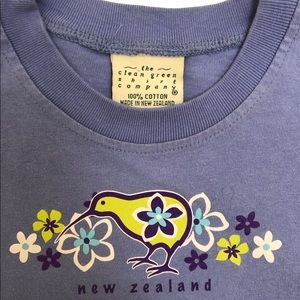 the
clean green
shirt
company
®
100% COTTON
MADE IN NEW ZEALAND
new zealand